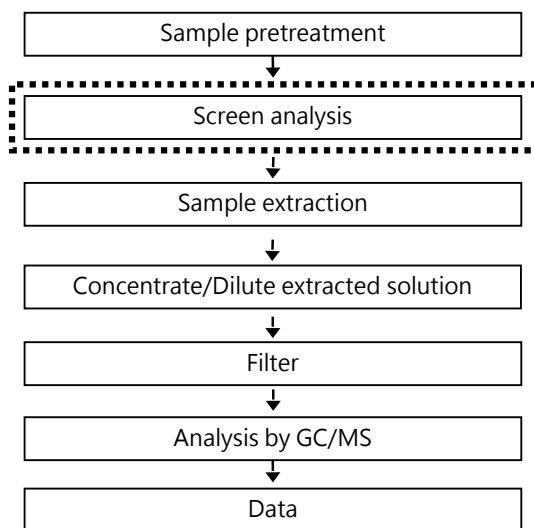 Sample pretreatment
Screen analysis
Sample extraction
Concentrate/Dilute extracted solution
Filter
Analysis by GC/MS
Data